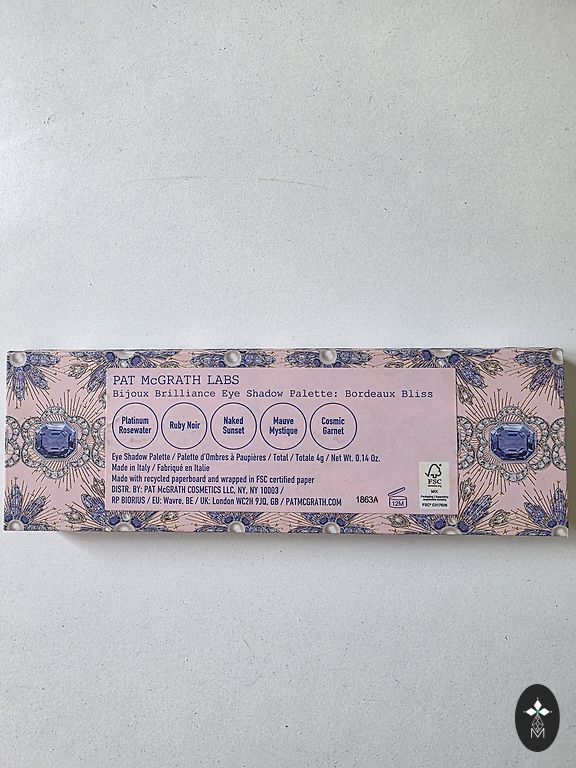 PAT McGRATH LABS
Bijoux Brilliance Eye Shadow Palette: Bordeaux Bliss
Platinum Rosewater
Ruby Noir
Naked Sunset
Mauve Mystique
Cosmic Garnet
Eye Shadow Palette / Palette d'Ombres à Paupières / Total / Totale 4g / Net Wt. 0.14 Oz.
Made in Italy / Fabriqué en Italie
Made with recycled paperboard and wrapped in FSC certified paper
DISTR. BY: PAT McGRATH COSMETICS LLC, NY, NY 10003 /
RP BIORIUS / EU: Wavre, BE / UK: London WC2H 9JQ, GB / PATMCGRATH.COM
1863A
12M
FSC
MIX
M